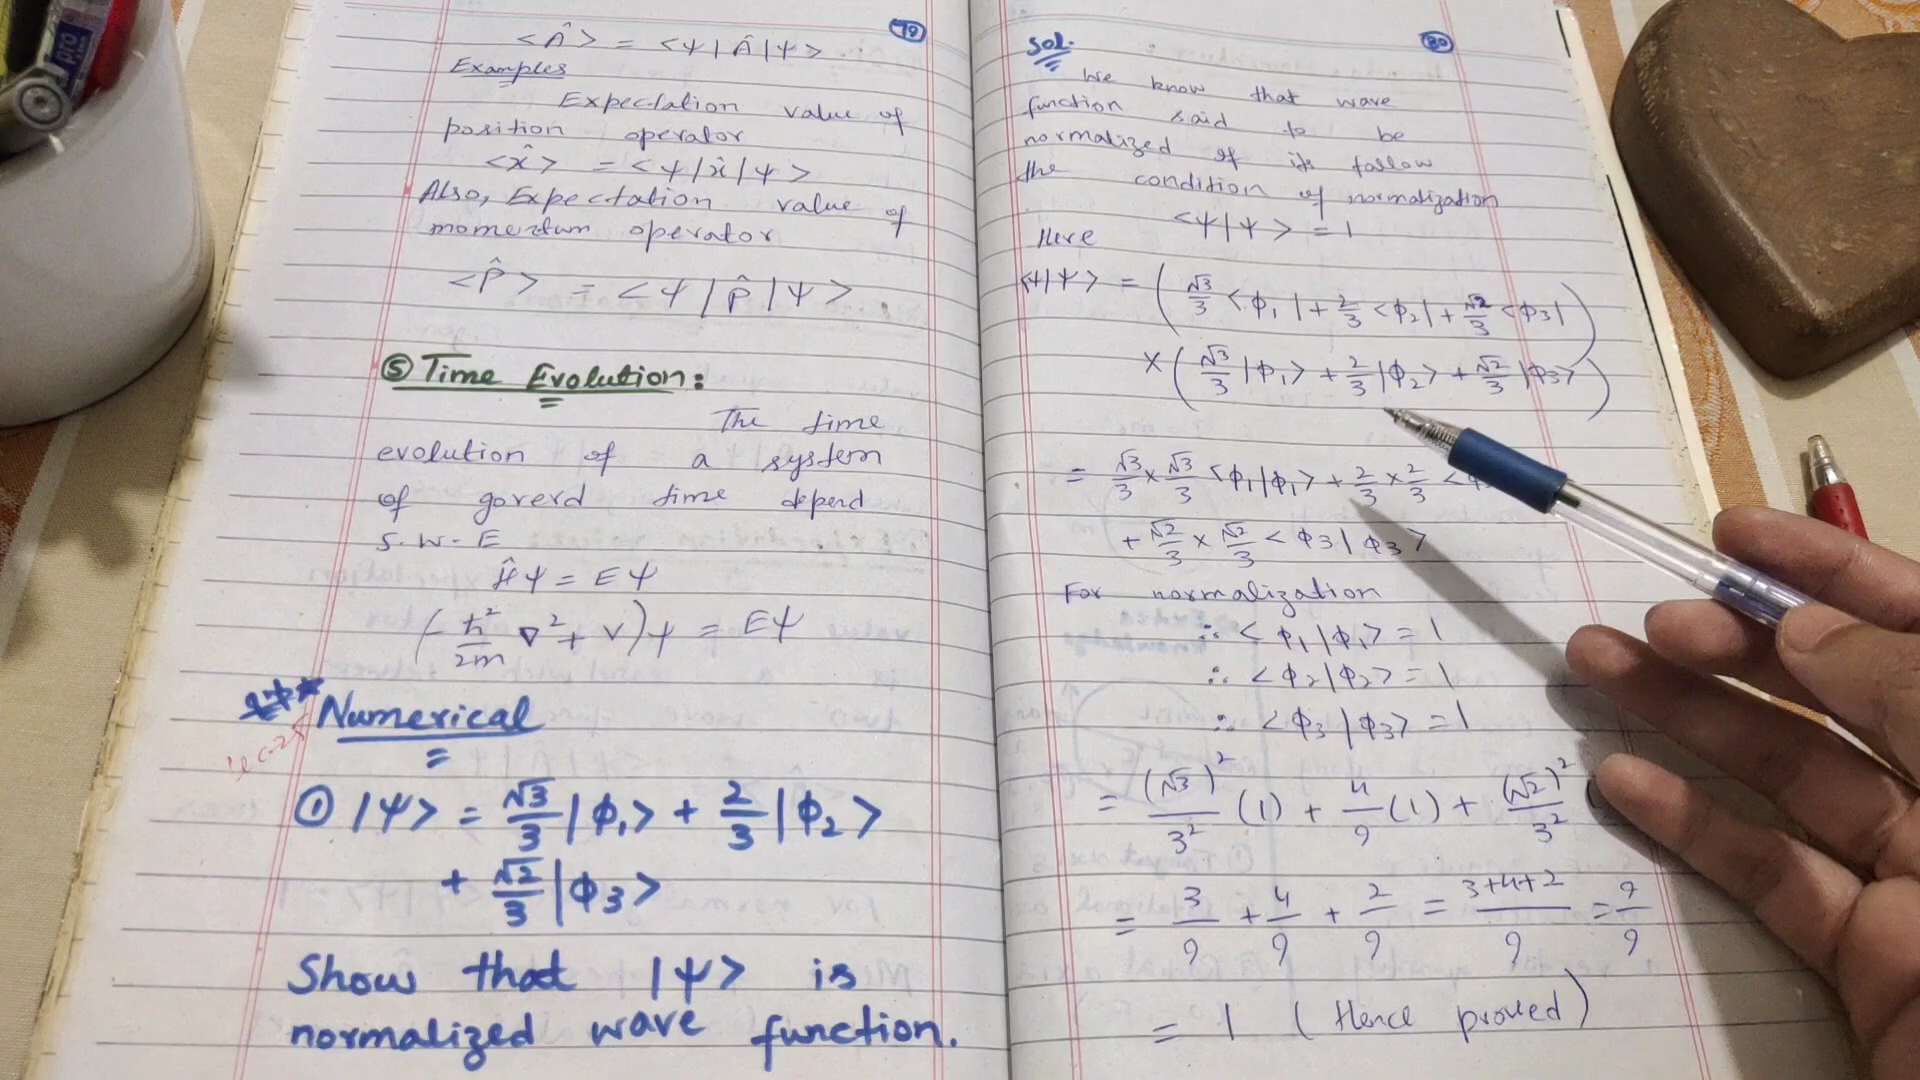 79
<Â> = <ψ|Â|ψ>
Examples
Expectation value of
position operator
<x̂> = <ψ|x̂|ψ>
Also, Expectation value of
momentum operator
<P̂> = <ψ|P̂|ψ>
⑤ Time Evolution:
The time
evolution of a system
of goverd time depend
S.W-E
Ĥψ = Eψ
(-ħ²/2m ∇² + V)ψ = Eψ
Numerical
① |ψ> = √3/3 |ϕ₁> + 2/3 |ϕ₂>
+ √2/3 |ϕ₃>
Show that |ψ> is
normalized wave function.
80
Sol.
We know that wave
function said to be
normalized if its follow
the condition of normalization
<ψ|ψ> = 1
Here
<ψ|ψ> = (√3/3 <ϕ₁| + 2/3 <ϕ₂| + √2/3 <ϕ₃|)
× (√3/3 |ϕ₁> + 2/3 |ϕ₂> + √2/3 |ϕ₃>)
= √3/3 × √3/3 <ϕ₁|ϕ₁> + 2/3 × 2/3 <
+ √2/3 × √2/3 <ϕ₃|ϕ₃>
For normalization
∴ <ϕ₁|ϕ₁> = 1
∴ <ϕ₂|ϕ₂> = 1
∴ <ϕ₃|ϕ₃> = 1
= (√3)²/3² (1) + 4/9 (1) + (√2)²/3² (
= 3/9 + 4/9 + 2/9 = 3+4+2/9 = 9/9
= 1 (Hence proved)
pro